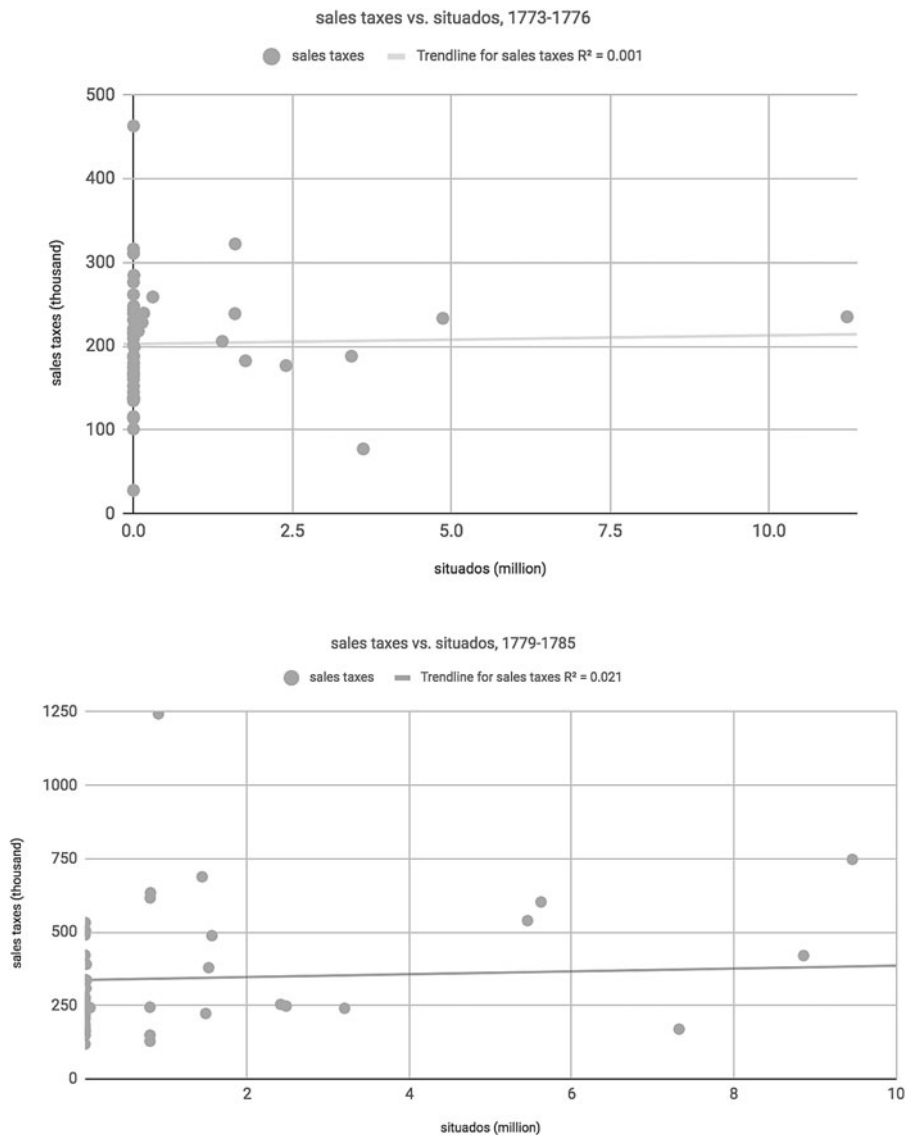 sales taxes vs. situados, 1773-1776
sales taxes Trendline for sales taxes R² = 0.001
500
400
300
200
100
0
sales taxes (thousand)
0.0 2.5 5.0 7.5 10.0
situados (million)
sales taxes vs. situados, 1779-1785
sales taxes Trendline for sales taxes R² = 0.021
1250
1000
750
500
250
0
sales taxes (thousand)
2 4 6 8 10
situados (million)